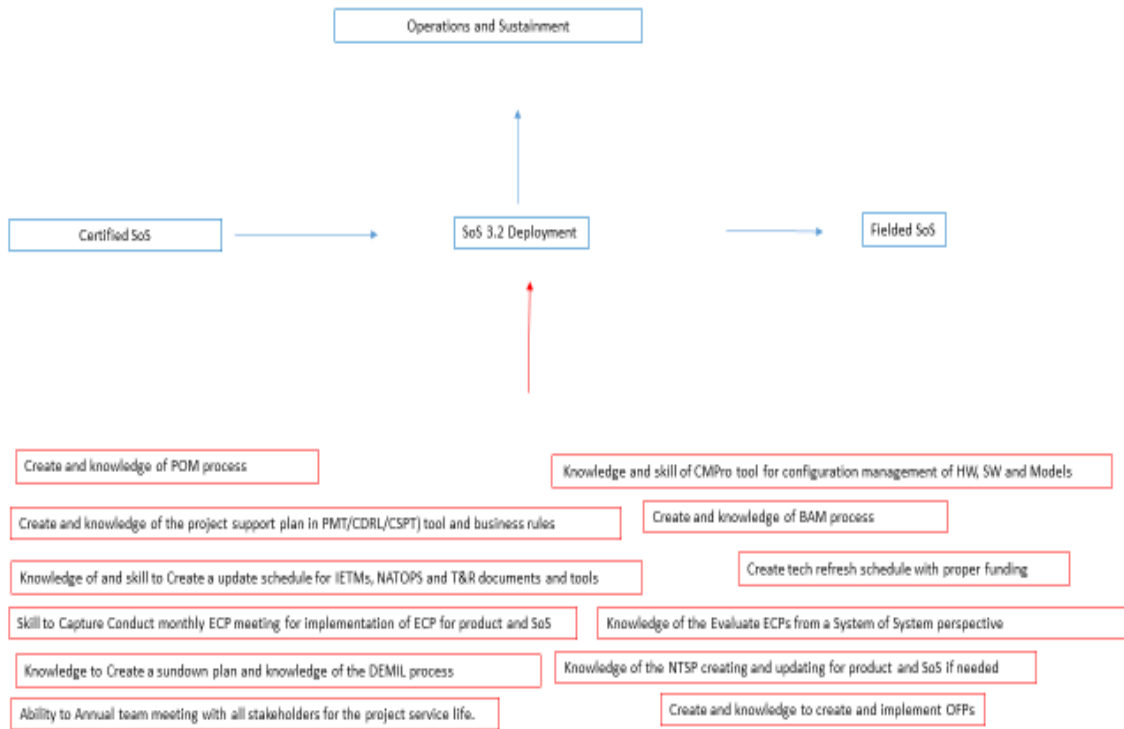 Operations and Sustainment
Certified SoS
SoS 3.2 Deployment
Fielded SoS
Create and knowledge of POM process
Knowledge and skill of CMPro tool for configuration management of HW, SW and Models
Create and knowledge of the project support plan in PMT/CDRL/CSPT) tool and business rules
Create and knowledge of BAM process
Knowledge of and skill to Create a update schedule for IETMs, NATOPS and T&R documents and tools
Create tech refresh schedule with proper funding
Skill to Capture Conduct monthly ECP meeting for implementation of ECP for product and SoS
Knowledge of the Evaluate ECPs from a System of System perspective
Knowledge to Create a sundown plan and knowledge of the DEMIL process
Knowledge of the NTSP creating and updating for product and SoS if needed
Ability to Annual team meeting with all stakeholders for the project service life.
Create and knowledge to create and implement OFPs